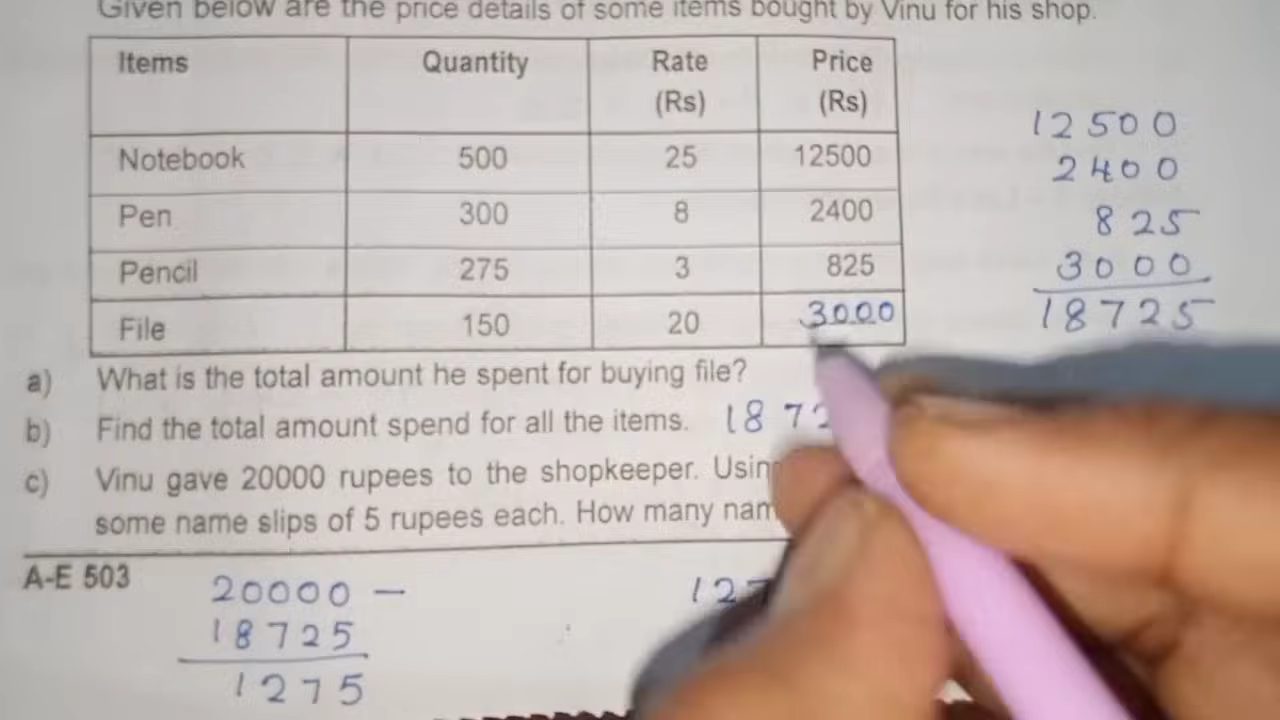 Given below are the price details of some items bought by Vinu for his shop.
Items Quantity Rate (Rs) Price (Rs)
Notebook 500 25 12500
Pen 300 8 2400
Pencil 275 3 825
File 150 20 3000
12500
2400
825
3000
18725
a) What is the total amount he spent for buying file?
b) Find the total amount spend for all the items. 1872
c) Vinu gave 20000 rupees to the shopkeeper.
some name slips of 5 rupees each. How many
A-E 503
20000 –
18725
1275
127